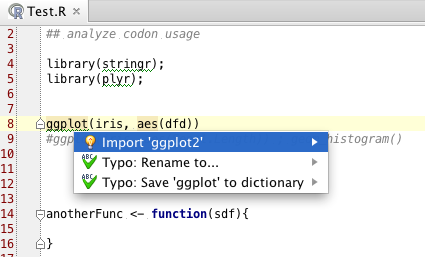 Test.R
2 ## analyze codon usage
3
4 library(stringr);
5 library(plyr);
6
7
8 ggplot(iris, aes(dfd))
Import 'ggplot2'
9 #ggp histogram()
10 Typo: Rename to...
11
12 Typo: Save 'ggplot' to dictionary
13
14 anotherFunc <- function(sdf){
15
16 }
17